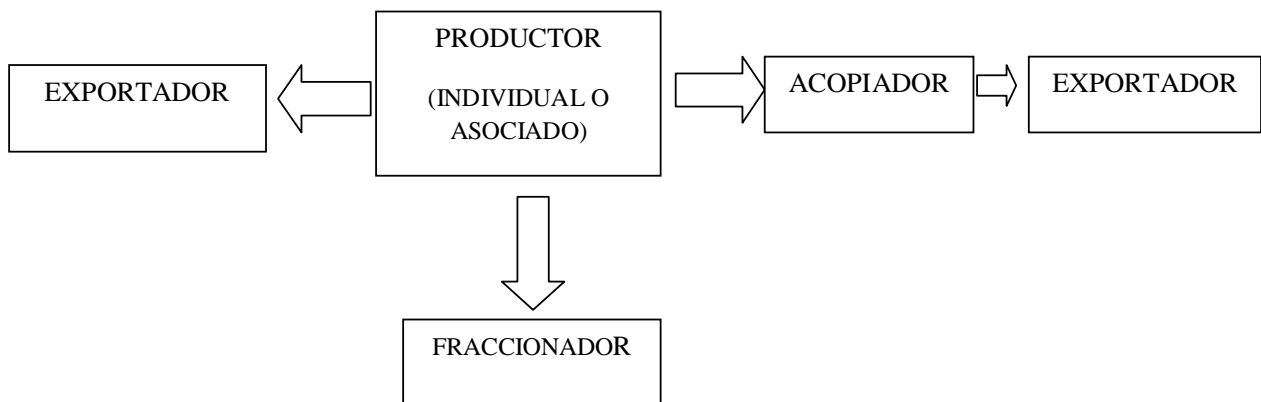 PRODUCTOR
(INDIVIDUAL O
ASOCIADO)
EXPORTADOR
ACOPIADOR
EXPORTADOR
FRACCIONADOR